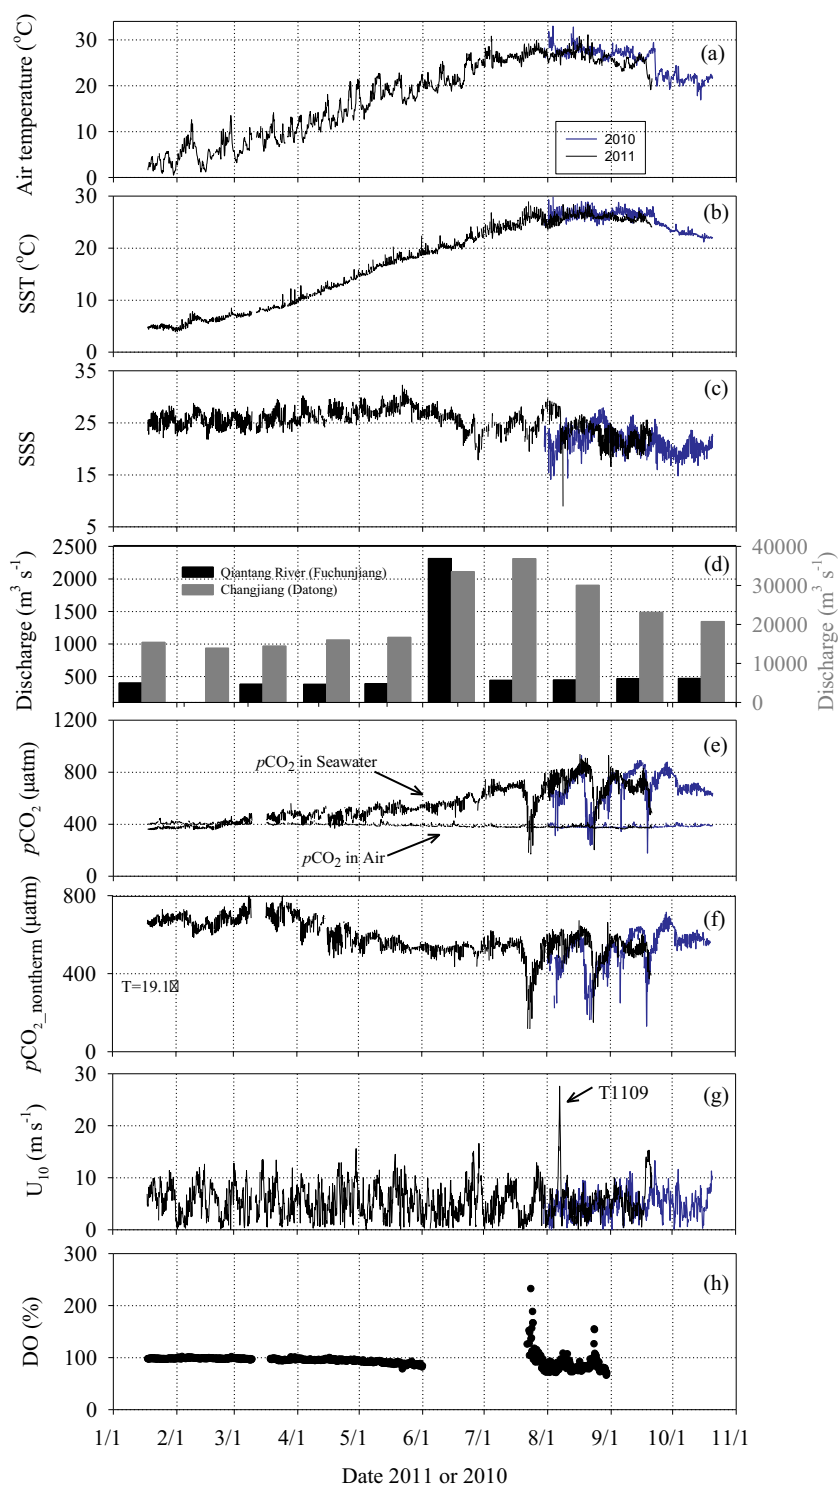 Air temperature (°C)
30
20
10
0
(a)
2010
2011
SST (°C)
30
20
10
0
(b)
SSS
35
25
15
5
(c)
Discharge (m³ s⁻¹)
2500
2000
1500
1000
500
Qiantang River (Fuchunjiang)
Changjiang (Datong)
(d)
40000
30000
20000
10000
0
Discharge (m³ s⁻¹)
pCO₂ (µatm)
1200
800
400
0
pCO₂ in Seawater
pCO₂ in Air
(e)
pCO₂_nontherm (µatm)
800
400
0
T=19.1
(f)
U₁₀ (m s⁻¹)
30
20
10
0
T1109
(g)
DO (%)
300
200
100
0
(h)
1/1 2/1 3/1 4/1 5/1 6/1 7/1 8/1 9/1 10/1 11/1
Date 2011 or 2010